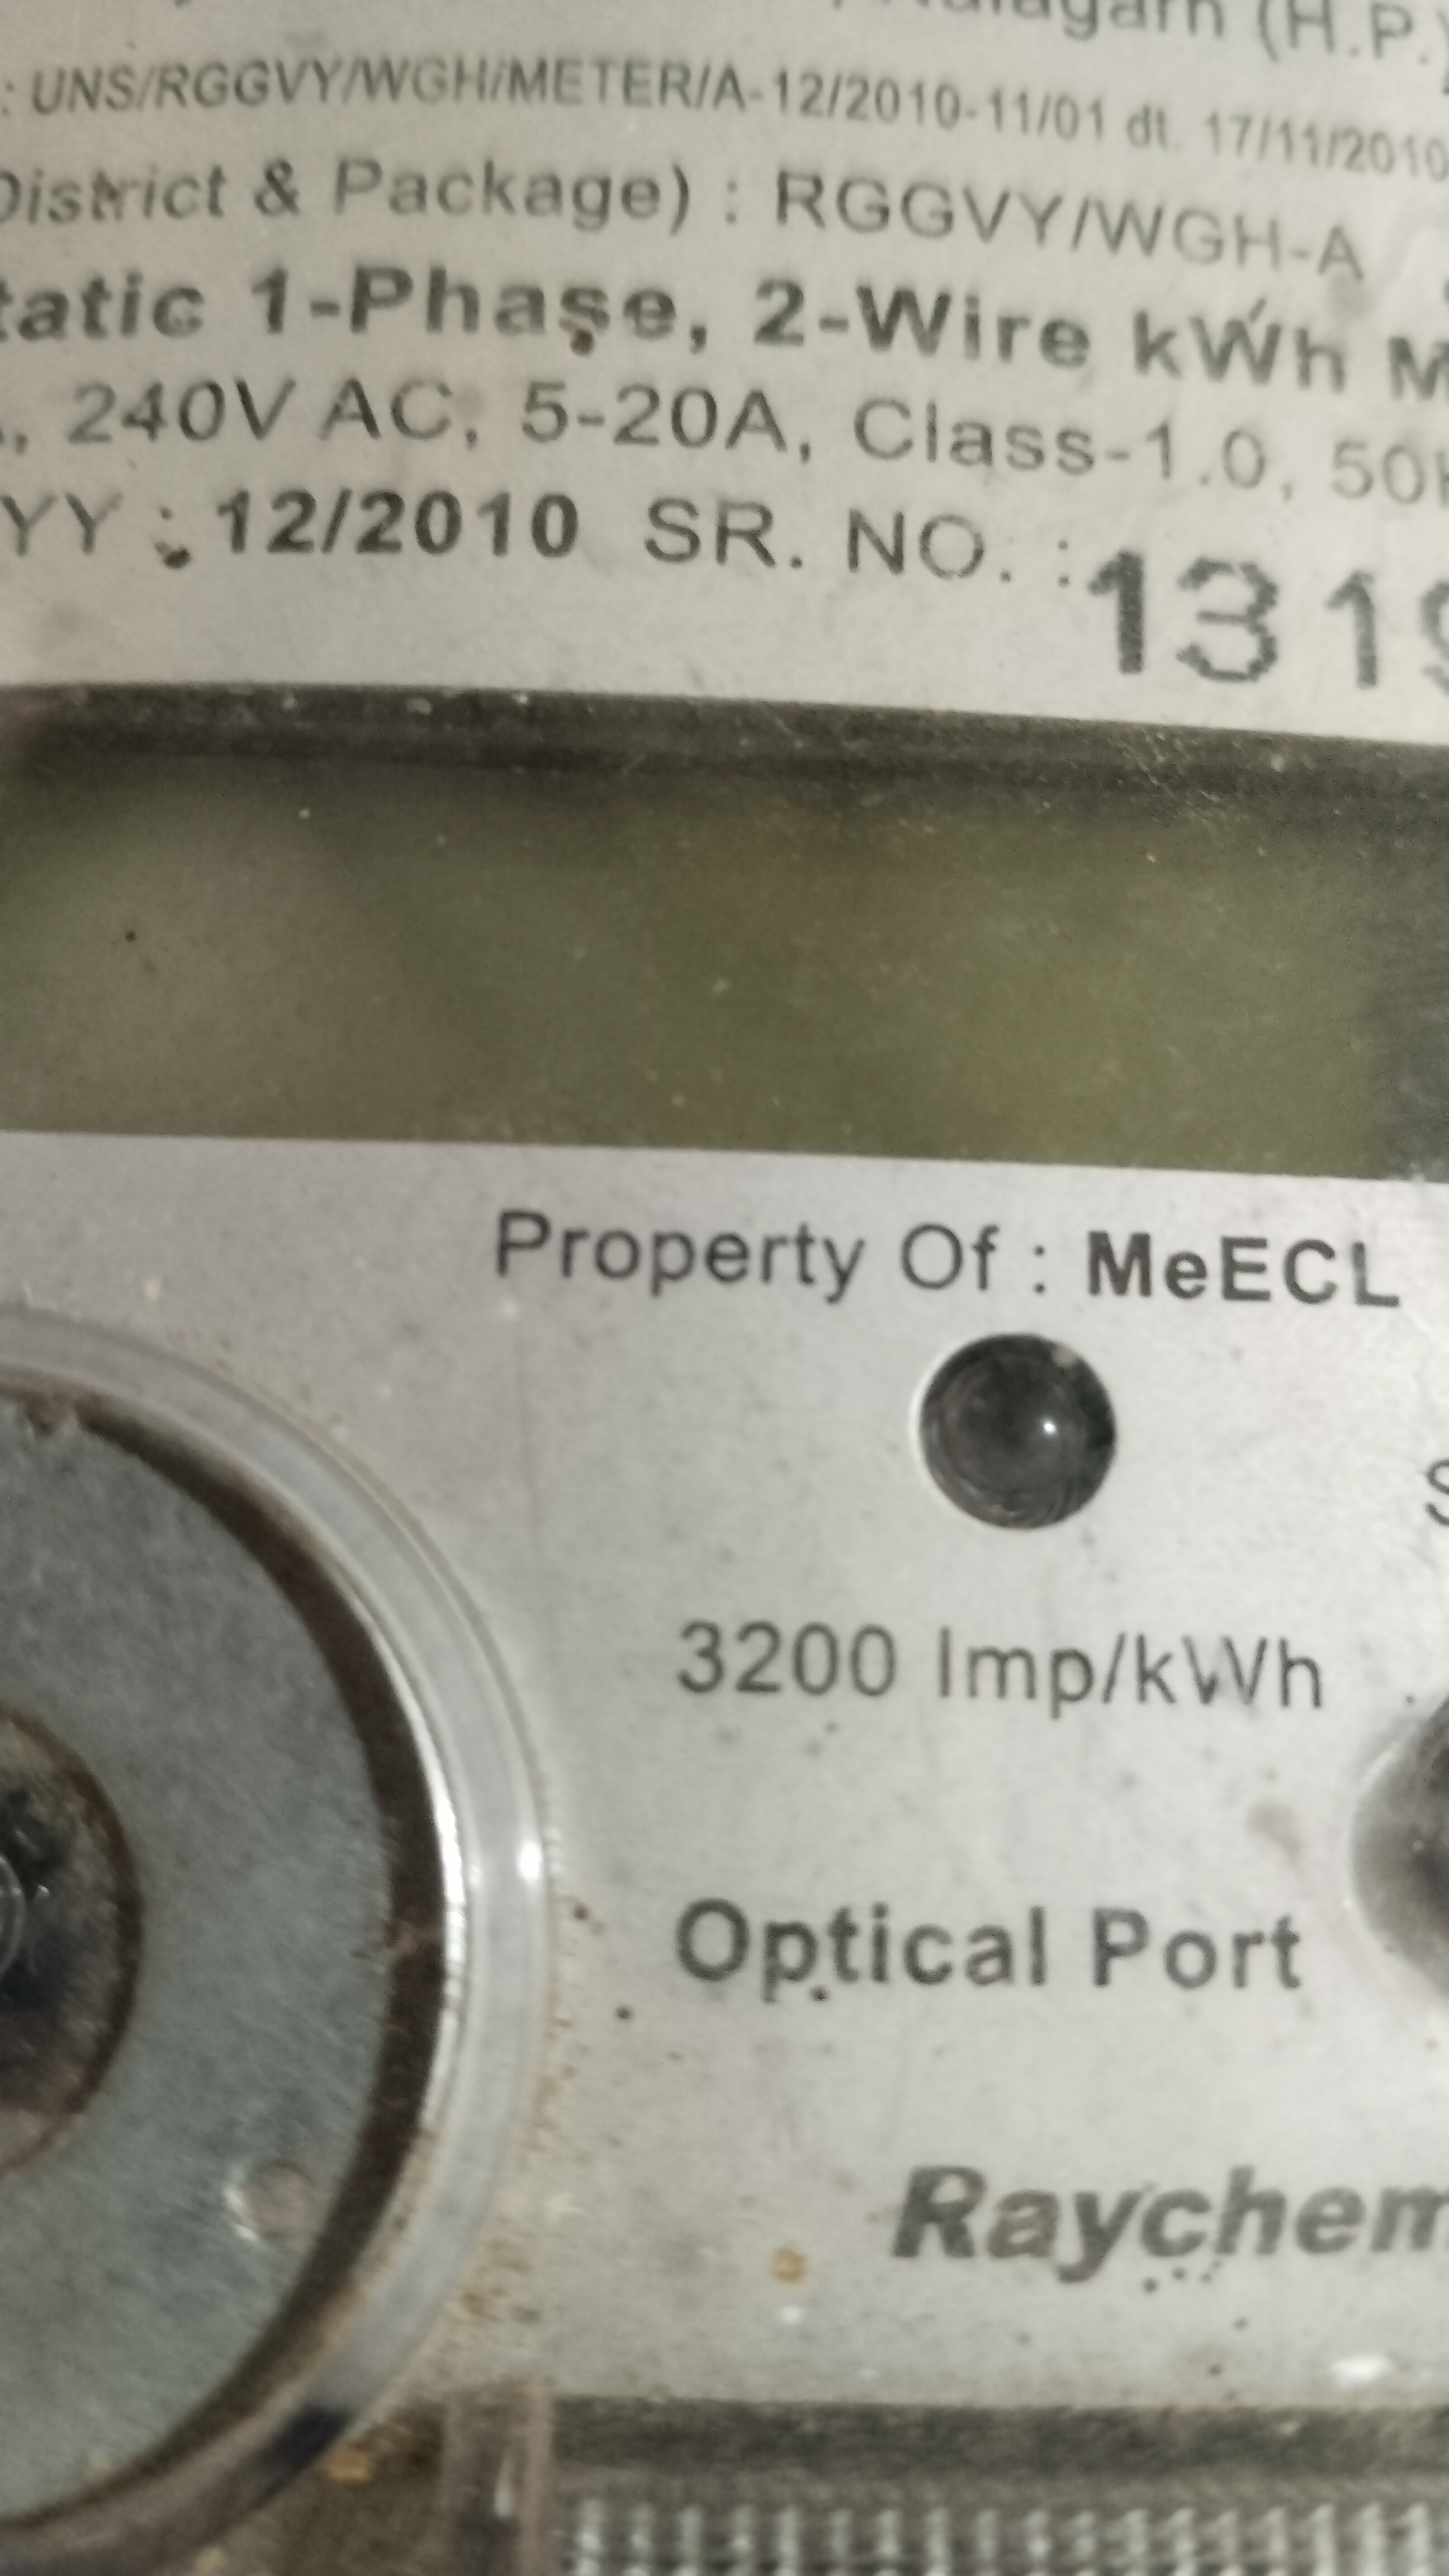 (H.P.)
: UNS/RGGVY/WGH/METER/A-12/2010-11/01 dt. 17/11/2010
District & Package) : RGGVY/WGH-A
tatic 1-Phase, 2-Wire kWh M
, 240V AC, 5-20A, Class-1.0, 50H
YY : 12/2010 SR. NO. : 1319
Property Of : MeECL
S
3200 Imp/kWh
Optical Port
Raychem